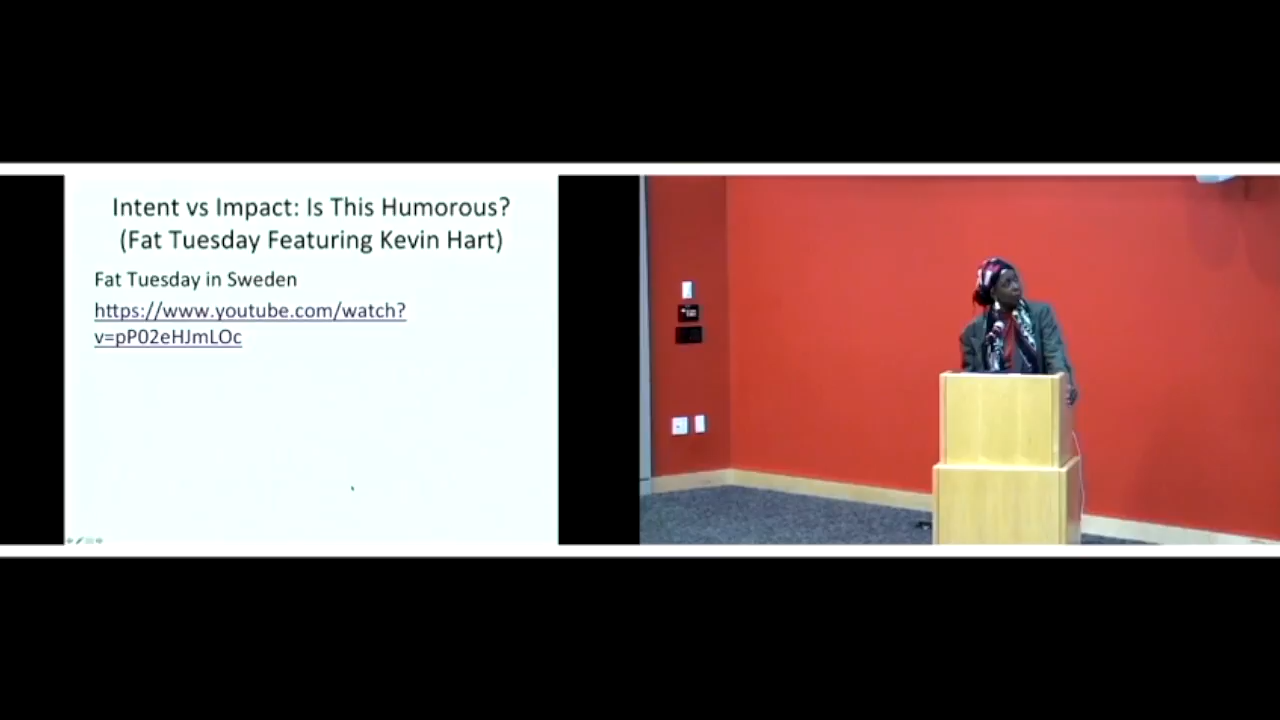 Intent vs Impact: Is This Humorous?
(Fat Tuesday Featuring Kevin Hart)
Fat Tuesday in Sweden
https://www.youtube.com/watch?
v=pP02eHJmLOc